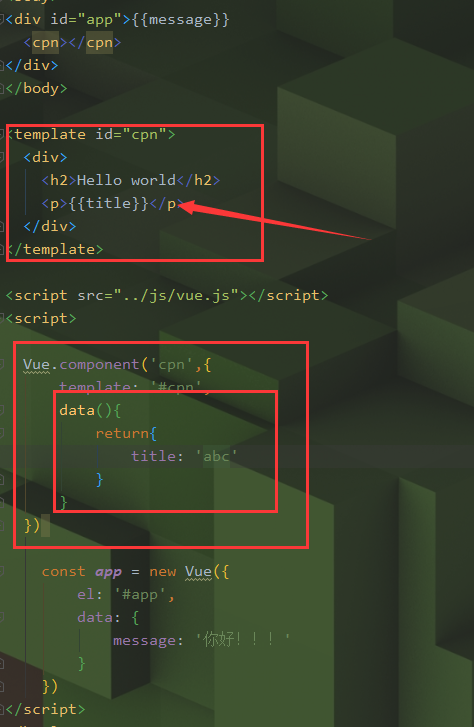 <body>
<div id="app">{{message}}
<cpn></cpn>
</div>
</body>
<template id="cpn">
<div>
<h2>Hello world</h2>
<p>{{title}}</p>
</div>
</template>
<script src="../js/vue.js"></script>
<script>
Vue.component('cpn',{
template: '#cpn',
data(){
return{
title: 'abc'
}
}
})
const app = new Vue({
el: '#app',
data: {
message: '你好！！！'
}
})
</script>